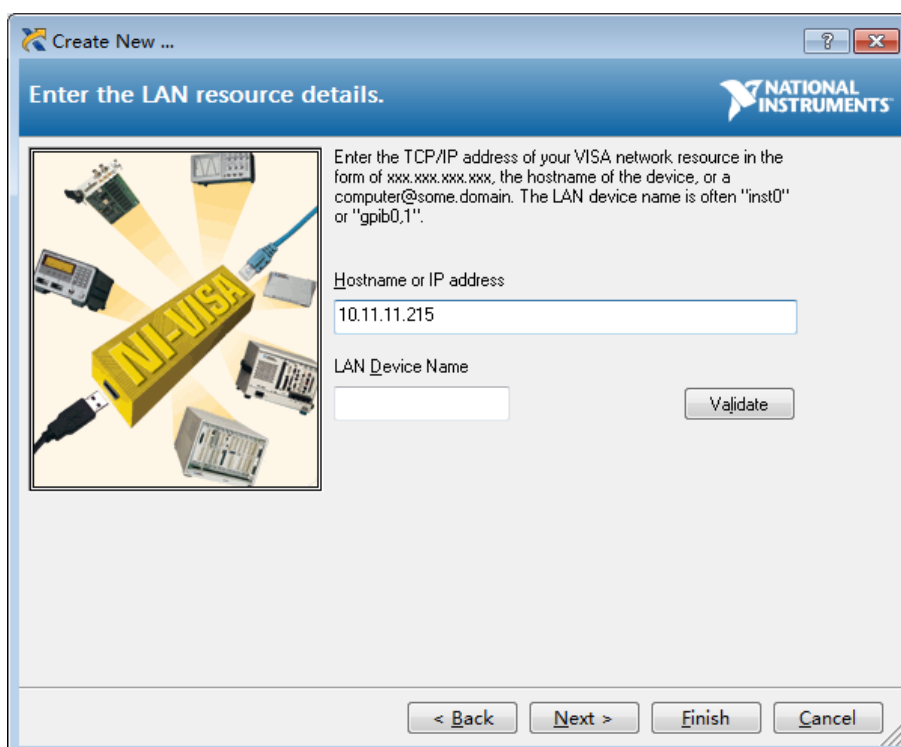 Create New ...
Enter the LAN resource details.
NATIONAL
INSTRUMENTS
Enter the TCP/IP address of your VISA network resource in the
form of xxx.xxx.xxx.xxx, the hostname of the device, or a
computer@some.domain. The LAN device name is often "inst0"
or "gpib0,1".
NI-VISA
Hostname or IP address
10.11.11.215
LAN Device Name
Validate
< Back
Next >
Finish
Cancel